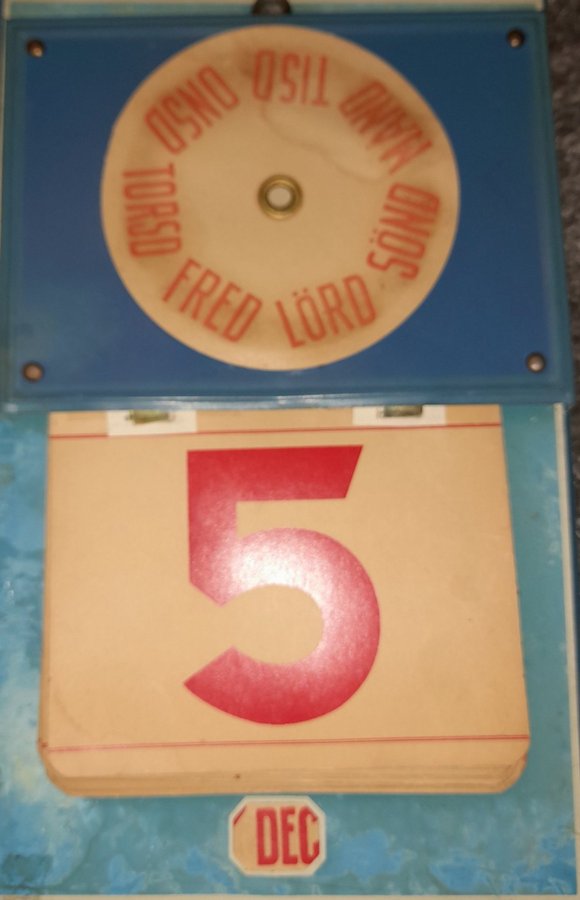 TISD
MÅND
SÖND
LÖRD
FRED
TORSD
ONSD
5
DEC